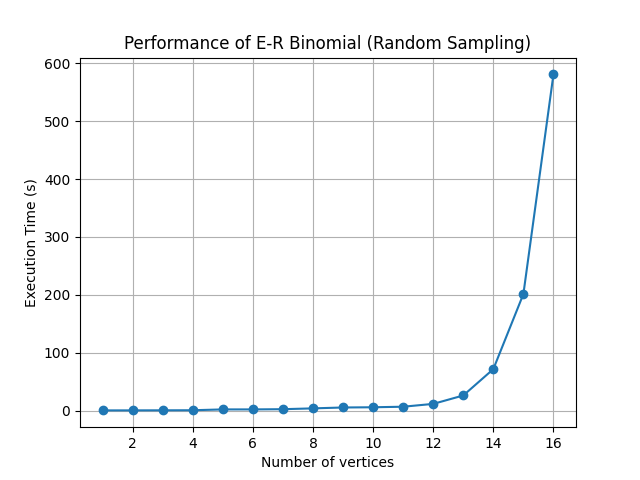 Performance of E-R Binomial (Random Sampling)
Execution Time (s)
600
500
400
300
200
100
0
2 4 6 8 10 12 14 16
Number of vertices